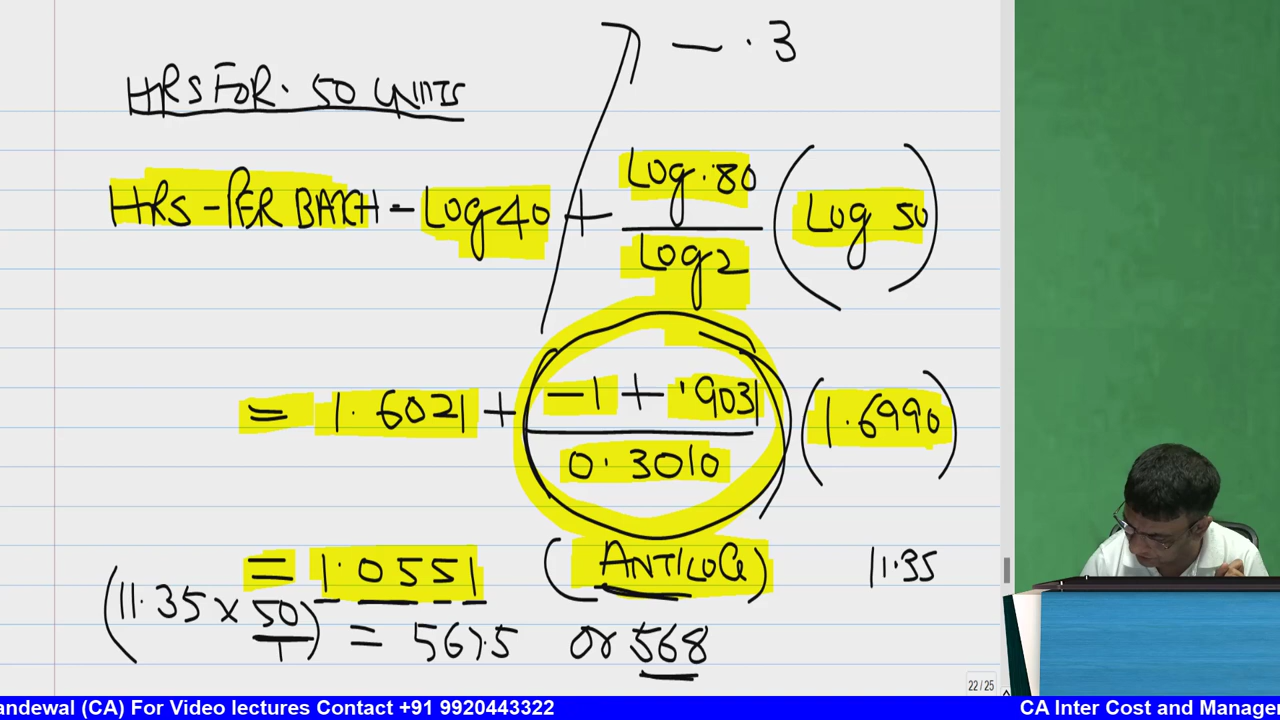 — .3
HRS FOR. 50 UNITS
HRS - PER BATCH - Log 40 + Log .80 / Log 2 (Log 50)
= 1.6021 + -1 + .9031 / 0.3010 (1.6990)
= 1.0551 (ANTILOG) 11.35
(11.35 x 50/1) = 567.5 or 568
22/25
andewal (CA) For Video lectures Contact +91 9920443322
CA Inter Cost and Manager